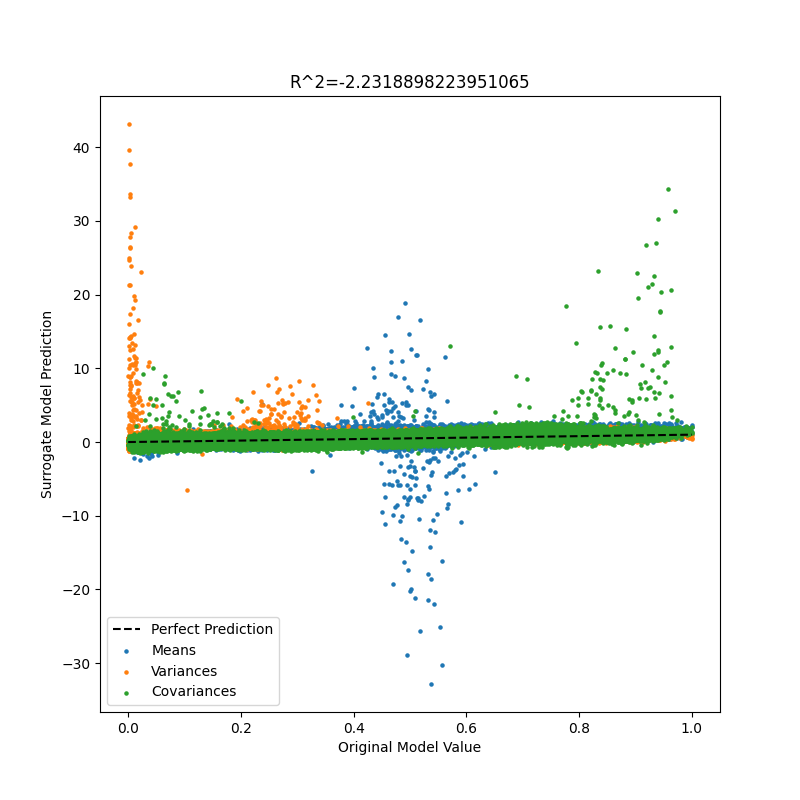 R^2=-2.2318898223951065
40
30
20
10
0
−10
−20
−30
Surrogate Model Prediction
Perfect Prediction
Means
Variances
Covariances
0.0 0.2 0.4 0.6 0.8 1.0
Original Model Value